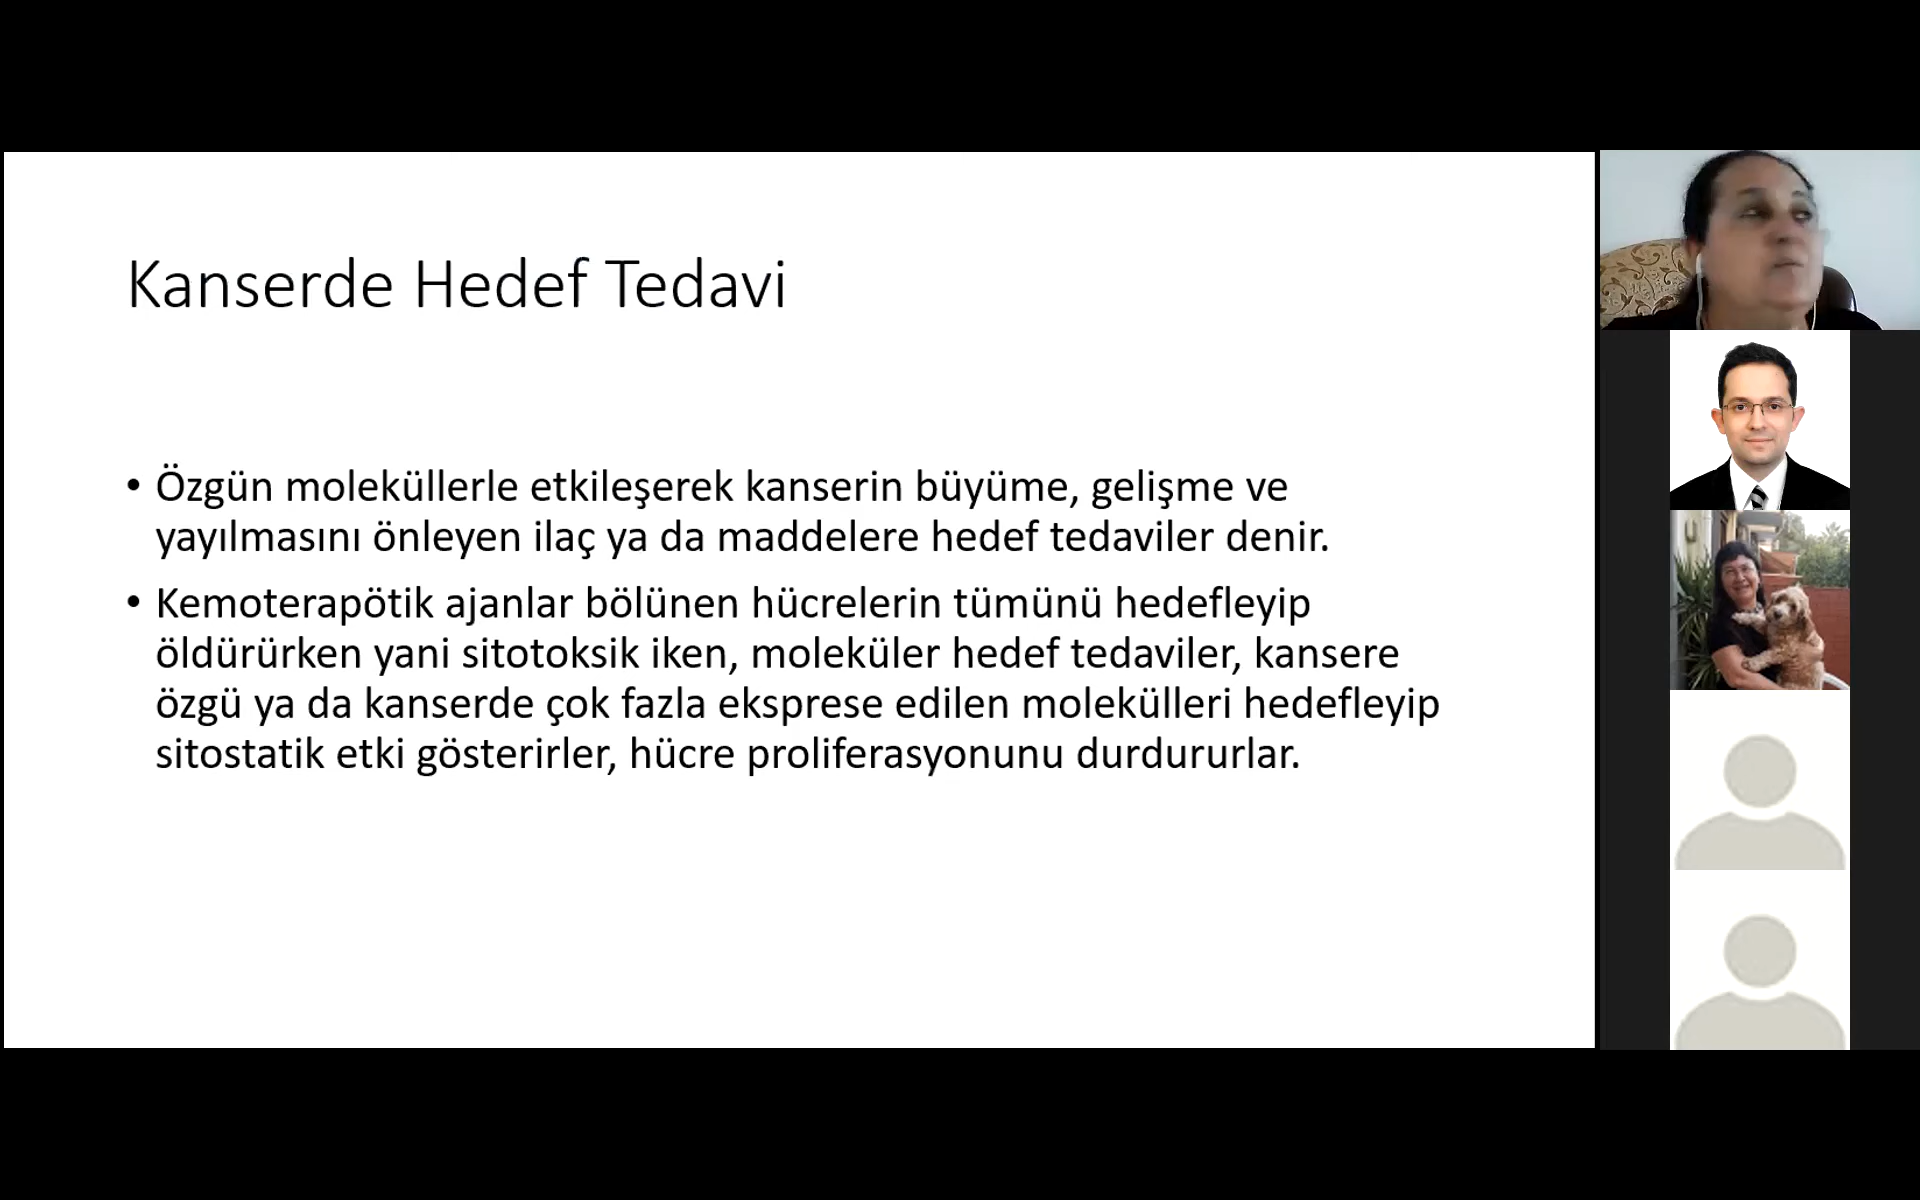 Kanserde Hedef Tedavi
• Özgün moleküllerle etkileşerek kanserin büyüme, gelişme ve
yayılmasını önleyen ilaç ya da maddelere hedef tedaviler denir.
• Kemoterapötik ajanlar bölünen hücrelerin tümünü hedefleyip
öldürürken yani sitotoksik iken, moleküler hedef tedaviler, kansere
özgü ya da kanserde çok fazla eksprese edilen molekülleri hedefleyip
sitostatik etki gösterirler, hücre proliferasyonunu durdururlar.